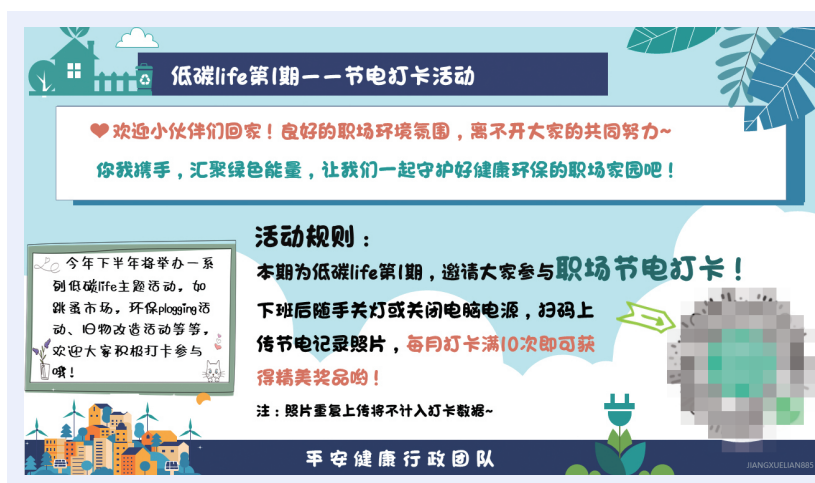 低碳life第1期——节电打卡活动
欢迎小伙伴们回家！良好的职场环境氛围，离不开大家的共同努力~
你我携手，汇聚绿色能量，让我们一起守护好健康环保的职场家园吧！
今年下半年将举办一系
列低碳life主题活动，如
跳蚤市场，环保plogging活
动、旧物改造活动等等，
欢迎大家积极打卡参与
哦！
活动规则：
本期为低碳life第1期，邀请大家参与职场节电打卡！
下班后随手关灯或关闭电脑电源，扫码上
传节电记录照片，每月打卡满10次即可获
得精美奖品哟！
注：照片重复上传将不计入打卡数据~
平安健康行政团队
JIANGXUELIAN885